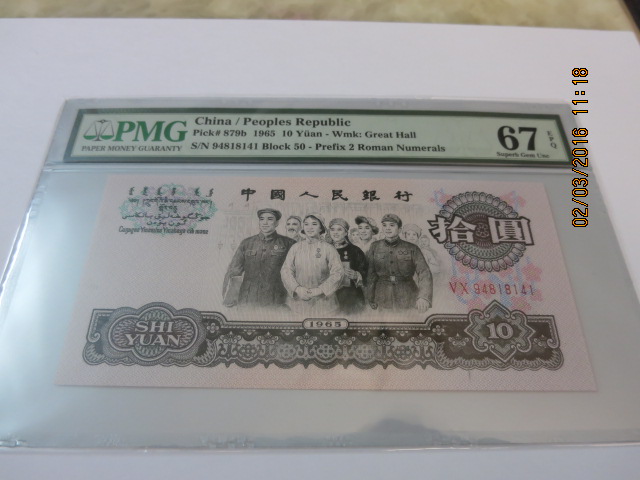 PMG
PAPER MONEY GUARANTY
China / Peoples Republic
Pick# 879b 1965 10 Yüan - Wmk: Great Hall
S/N 94818141 Block 50 - Prefix 2 Roman Numerals
67 EPQ
Superb Gem Unc
中國人民銀行
拾圓
VX 94818141
1965
SHI
YUAN
10
02/03/2016 11:18